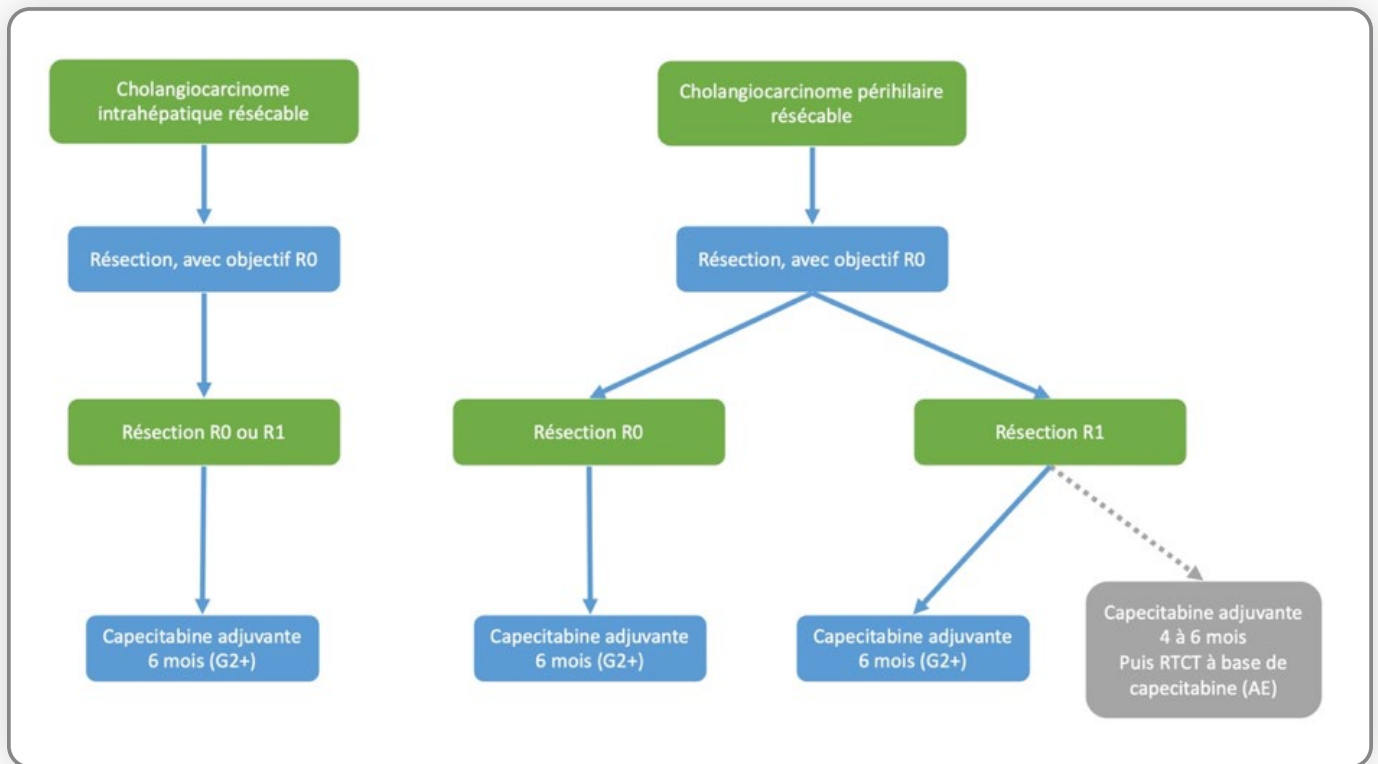 Cholangiocarcinome
intrahépatique résécable
Cholangiocarcinome périhilaire
résécable
Résection, avec objectif R0
Résection, avec objectif R0
Résection R0 ou R1
Résection R0
Résection R1
Capecitabine adjuvante
6 mois (G2+)
Capecitabine adjuvante
6 mois (G2+)
Capecitabine adjuvante
6 mois (G2+)
Capecitabine adjuvante
4 à 6 mois
Puis RTCT à base de
capecitabine (AE)